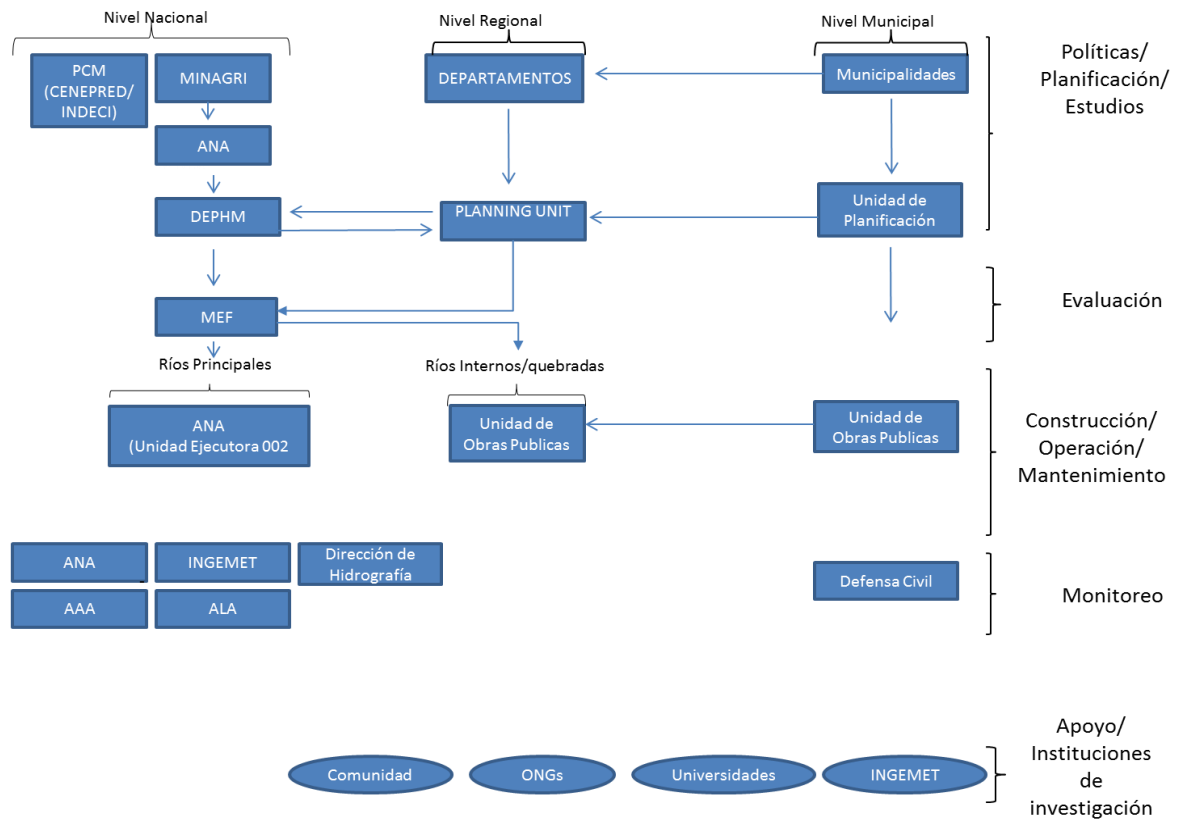 Nivel Nacional
Nivel Regional
Nivel Municipal
Políticas/
Planificación/
Estudios
PCM
(CENEPRED/
INDECI)
MINAGRI
DEPARTAMENTOS
Municipalidades
ANA
DEPHM
PLANNING UNIT
Unidad de
Planificación
Evaluación
MEF
Ríos Principales
Ríos Internos/quebradas
ANA
(Unidad Ejecutora 002
Unidad de
Obras Publicas
Unidad de
Obras Publicas
Construcción/
Operación/
Mantenimiento
ANA
INGEMET
Dirección de
Hidrografía
Defensa Civil
Monitoreo
AAA
ALA
Apoyo/
Instituciones
de
investigación
Comunidad
ONGs
Universidades
INGEMET